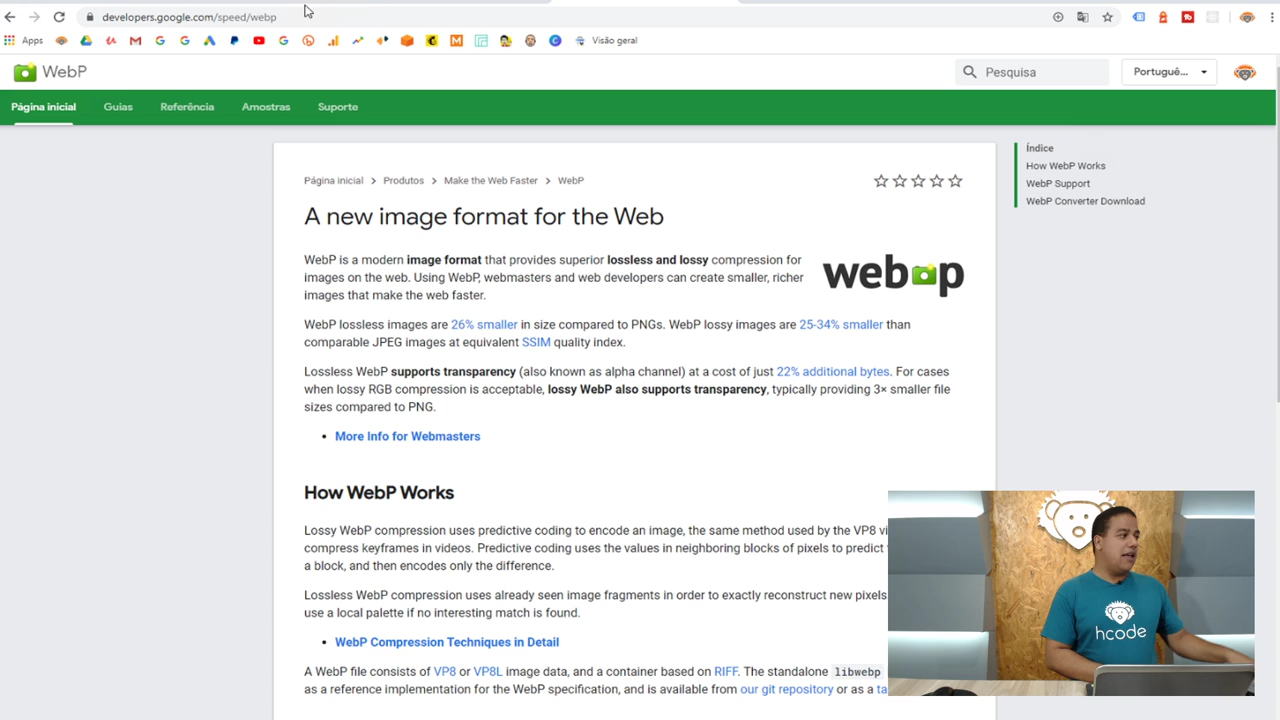 developers.google.com/speed/webp
Apps
Visão geral
WebP
Pesquisa
Portuguê...
Página inicial
Guias
Referência
Amostras
Suporte
Página inicial > Produtos > Make the Web Faster > WebP
A new image format for the Web
WebP is a modern image format that provides superior lossless and lossy compression for
images on the web. Using WebP, webmasters and web developers can create smaller, richer
images that make the web faster.
webp
WebP lossless images are 26% smaller in size compared to PNGs. WebP lossy images are 25-34% smaller than
comparable JPEG images at equivalent SSIM quality index.
Lossless WebP supports transparency (also known as alpha channel) at a cost of just 22% additional bytes. For cases
when lossy RGB compression is acceptable, lossy WebP also supports transparency, typically providing 3× smaller file
sizes compared to PNG.
• More Info for Webmasters
How WebP Works
Lossy WebP compression uses predictive coding to encode an image, the same method used by the VP8
compress keyframes in videos. Predictive coding uses the values in neighboring blocks of pixels to predict
a block, and then encodes only the difference.
Lossless WebP compression uses already seen image fragments in order to exactly reconstruct new pixels.
use a local palette if no interesting match is found.
• WebP Compression Techniques in Detail
A WebP file consists of VP8 or VP8L image data, and a container based on RIFF. The standalone libwebp
as a reference implementation for the WebP specification, and is available from our git repository or as a
Índice
How WebP Works
WebP Support
WebP Converter Download
hcode